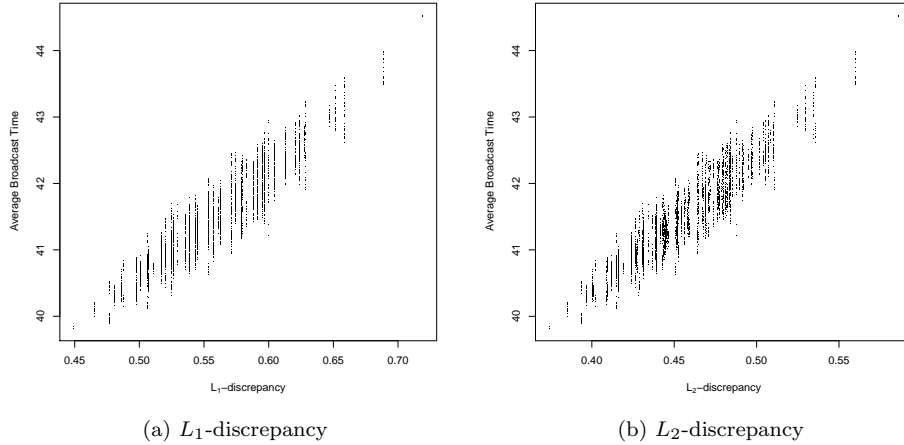 44
43
42
41
40
Average Broadcast Time
0.45 0.50 0.55 0.60 0.65 0.70
L₁−discrepancy
(a) L₁-discrepancy
44
43
42
41
40
Average Broadcast Time
0.40 0.45 0.50 0.55
L₂−discrepancy
(b) L₂-discrepancy